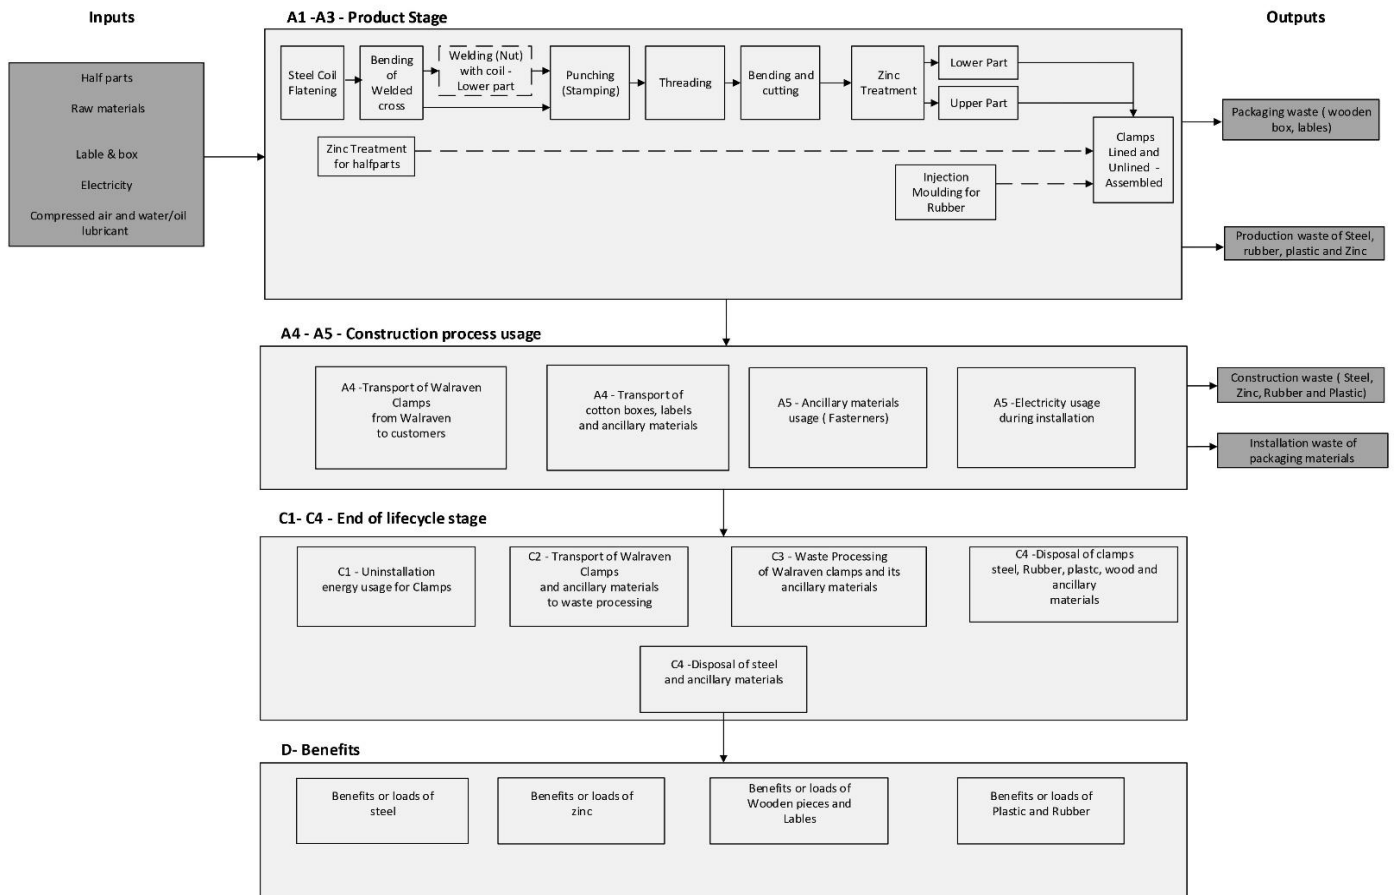 Inputs
A1 -A3 - Product Stage
Outputs
Half parts
Raw materials
Lable & box
Electricity
Compressed air and water/oil
lubricant
Steel Coil
Flatening
Bending
of
Welded
cross
Welding (Nut)
with coil -
Lower part
Punching
(Stamping)
Threading
Bending and
cutting
Zinc
Treatment
Lower Part
Upper Part
Zinc Treatment
for halfparts
Injection
Moulding for
Rubber
Clamps
Lined and
Unlined -
Assembled
Packaging waste ( wooden
box, lables)
Production waste of Steel,
rubber, plastic and Zinc
A4 - A5 - Construction process usage
A4 -Transport of Walraven
Clamps
from Walraven
to customers
A4 - Transport of
cotton boxes, labels
and ancillary materials
A5 - Ancillary materials
usage ( Fasterners)
A5 -Electricity usage
during installation
Construction waste ( Steel,
Zinc, Rubber and Plastic)
Installation waste of
packaging materials
C1- C4 - End of lifecycle stage
C1 - Uninstallation
energy usage for Clamps
C2 - Transport of Walraven
Clamps
and ancillary materials
to waste processing
C3 - Waste Processing
of Walraven clamps and its
ancillary materials
C4 -Disposal of clamps
steel, Rubber, plastc, wood and
ancillary
materials
C4 -Disposal of steel
and ancillary materials
D- Benefits
Benefits or loads of
steel
Benefits or loads of
zinc
Benefits or loads of
Wooden pieces and
Lables
Benefits or loads of
Plastic and Rubber